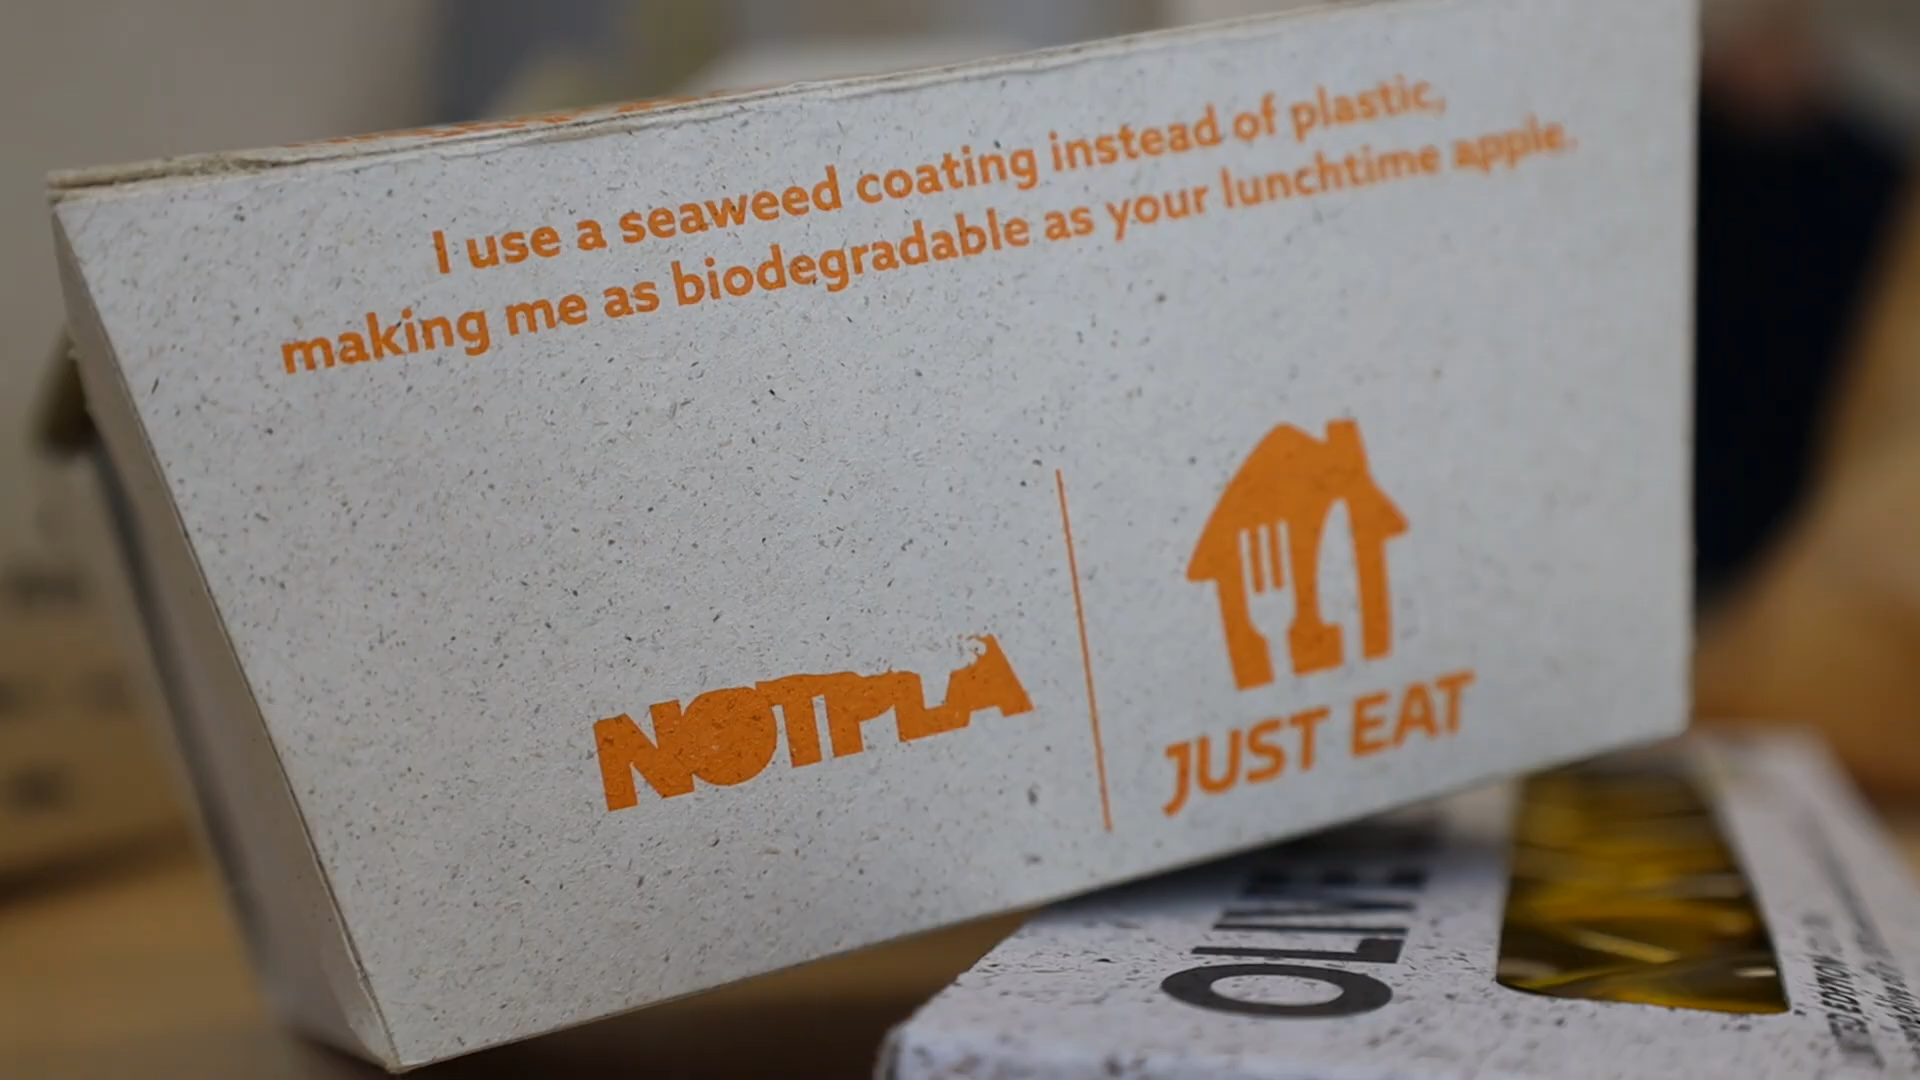 I use a seaweed coating instead of plastic,
making me as biodegradable as your lunchtime apple.
NOTPLA
JUST EAT
OLIVE